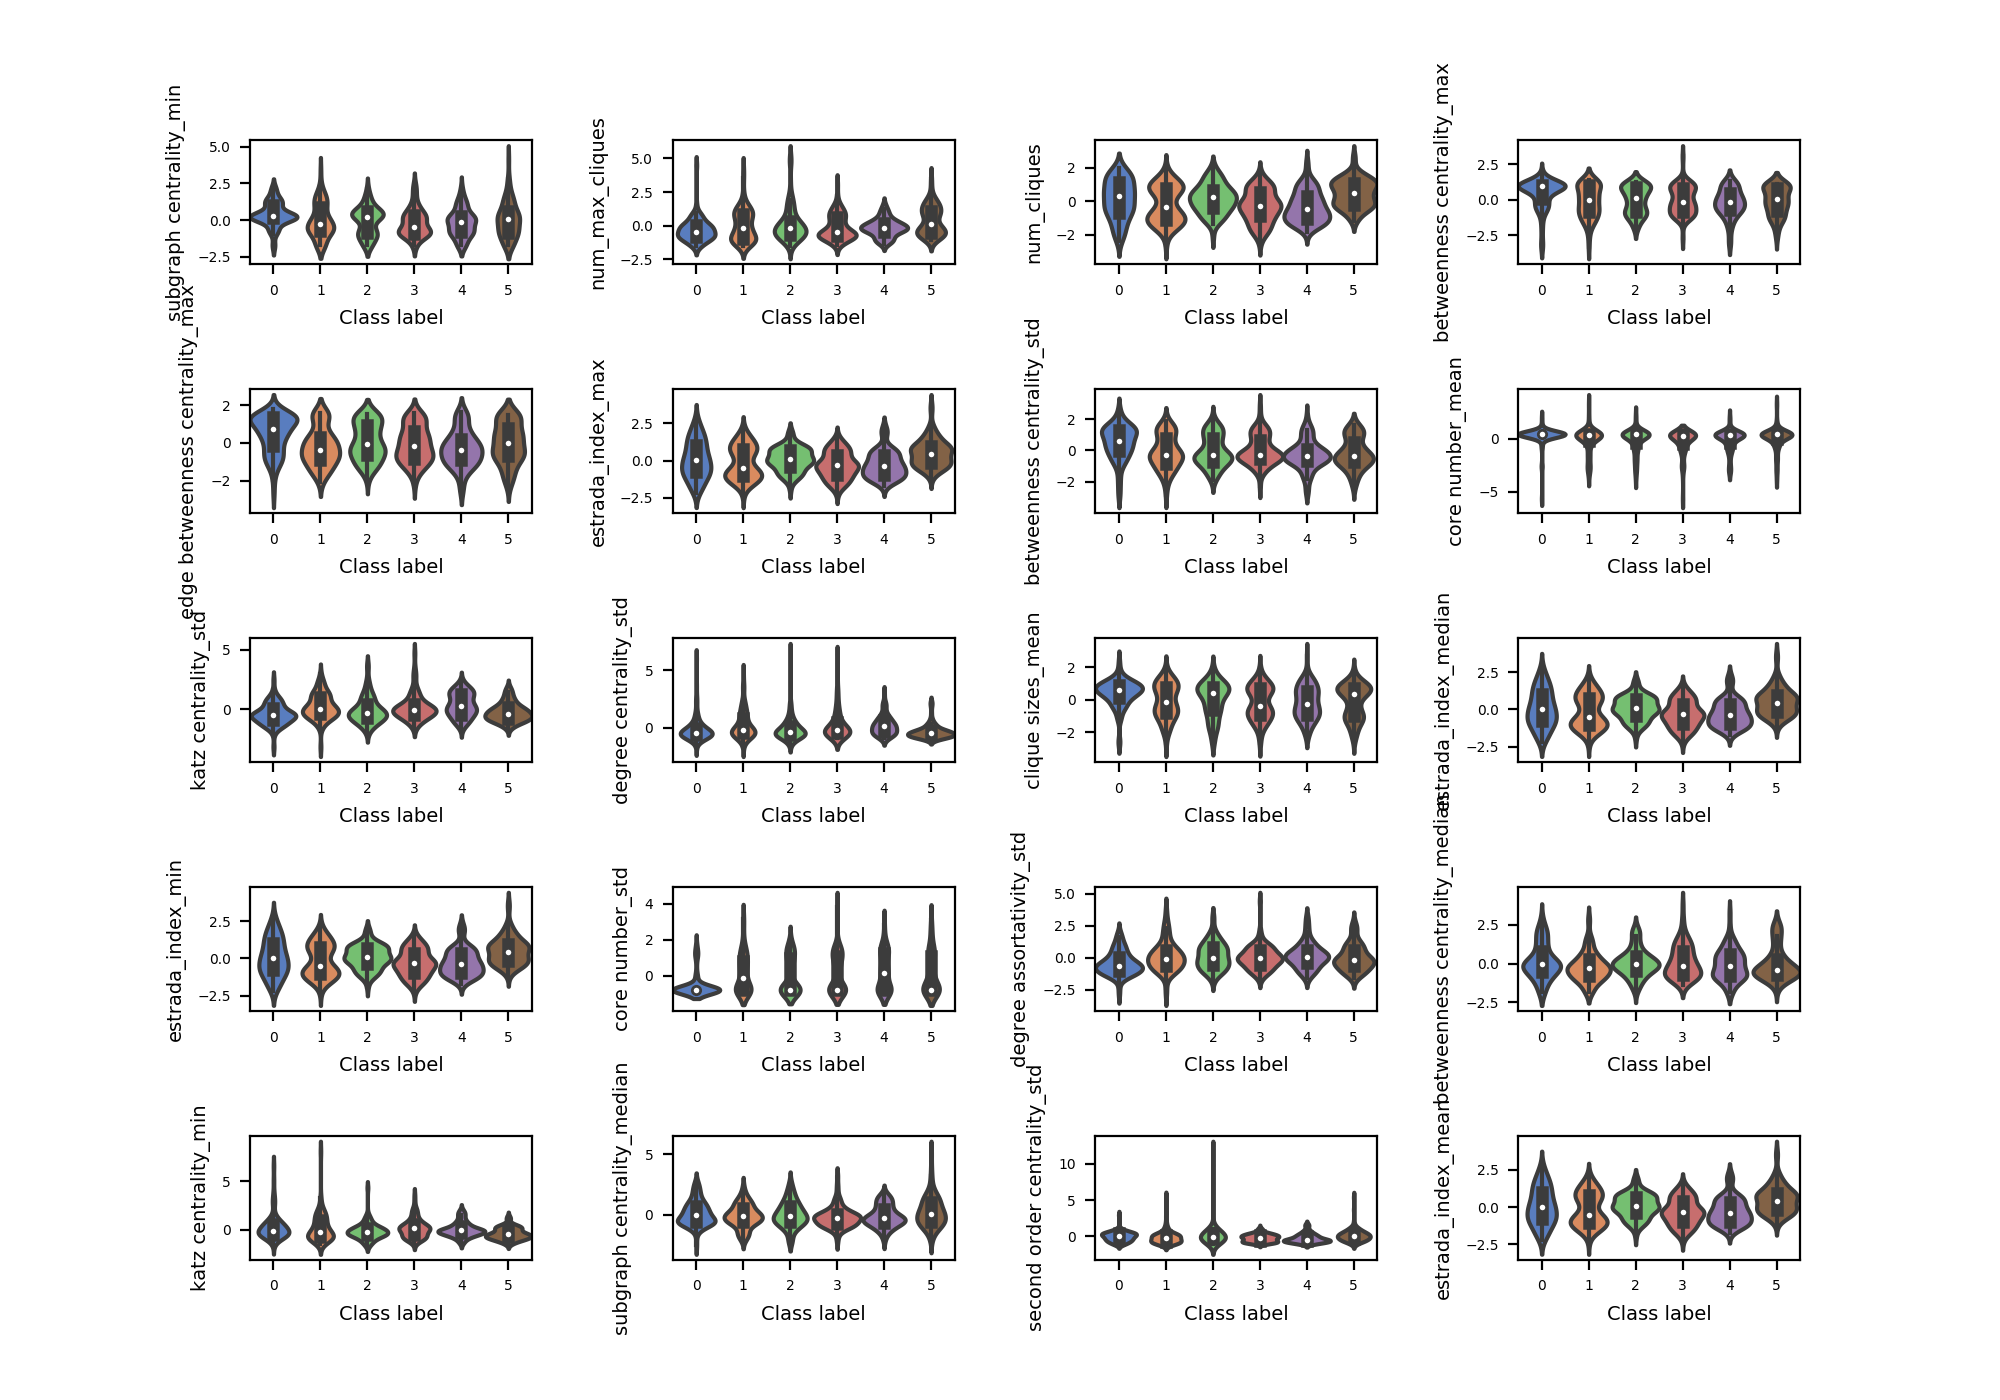 subgraph centrality_min
5.0
2.5
0.0
−2.5
0 1 2 3 4 5
Class label
num_max_cliques
5.0
2.5
0.0
−2.5
0 1 2 3 4 5
Class label
num_cliques
2
0
−2
0 1 2 3 4 5
Class label
betweenness centrality_max
2.5
0.0
−2.5
0 1 2 3 4 5
Class label
edge betweenness centrality_max
2
0
−2
0 1 2 3 4 5
Class label
estrada_index_max
2.5
0.0
−2.5
0 1 2 3 4 5
Class label
betweenness centrality_std
2
0
−2
0 1 2 3 4 5
Class label
core number_mean
0
−5
0 1 2 3 4 5
Class label
katz centrality_std
5
0
0 1 2 3 4 5
Class label
degree centrality_std
5
0
0 1 2 3 4 5
Class label
clique sizes_mean
2
0
−2
0 1 2 3 4 5
Class label
estrada_index_median
2.5
0.0
−2.5
0 1 2 3 4 5
Class label
estrada_index_min
2.5
0.0
−2.5
0 1 2 3 4 5
Class label
core number_std
4
2
0
0 1 2 3 4 5
Class label
degree assortativity_std
5.0
2.5
0.0
−2.5
0 1 2 3 4 5
Class label
betweenness centrality_median
2.5
0.0
−2.5
0 1 2 3 4 5
Class label
katz centrality_min
5
0
0 1 2 3 4 5
Class label
subgraph centrality_median
5
0
0 1 2 3 4 5
Class label
second order centrality_std
10
5
0
0 1 2 3 4 5
Class label
estrada_index_mean
2.5
0.0
−2.5
0 1 2 3 4 5
Class label